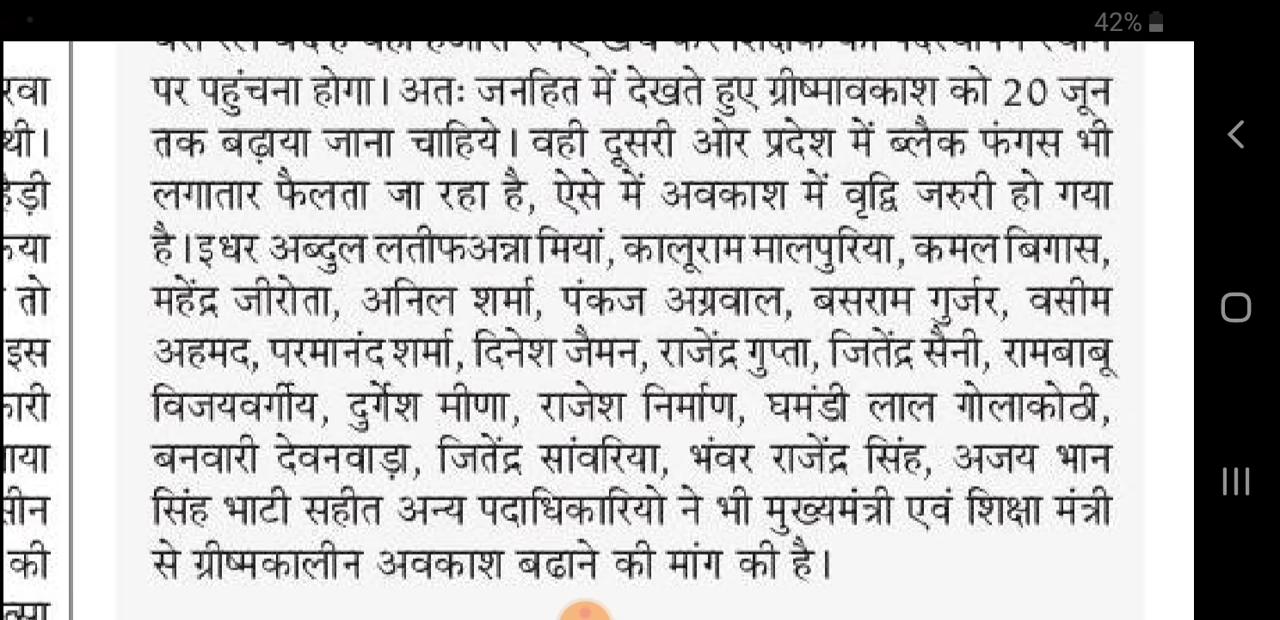 42%
पर पहुंचना होगा। अतः जनहित में देखते हुए ग्रीष्मावकाश को 20 जून
तक बढ़ाया जाना चाहिये। वही दूसरी ओर प्रदेश में ब्लैक फंगस भी
लगातार फैलता जा रहा है, ऐसे में अवकाश में वृद्वि जरुरी हो गया
है।इधर अब्दुल लतीफअन्ना मियां, कालूराम मालपुरिया, कमल बिगास,
महेंद्र जीरोता, अनिल शर्मा, पंकज अग्रवाल, बसराम गुर्जर, वसीम
अहमद, परमानंद शर्मा, दिनेश जैमन, राजेंद्र गुप्ता, जितेंद्र सैनी, रामबाबू
विजयवर्गीय, दुर्गेश मीणा, राजेश निर्माण, घमंडी लाल गोलाकोठी,
बनवारी देवनवाड़ा, जितेंद्र सांवरिया, भंवर राजेंद्र सिंह, अजय भान
सिंह भाटी सहीत अन्य पदाधिकारियो ने भी मुख्यमंत्री एवं शिक्षा मंत्री
से ग्रीष्मकालीन अवकाश बढाने की मांग की है।
थी।
तो
इस
की